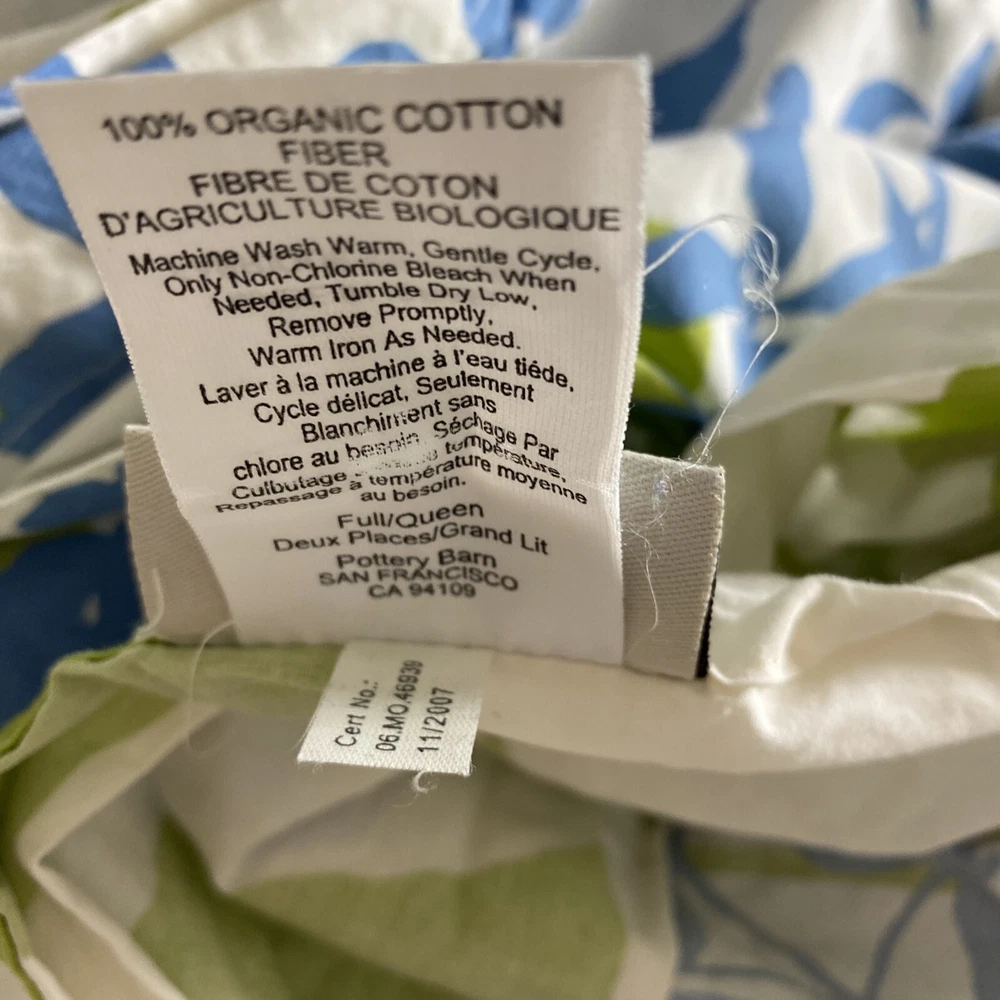 100% ORGANIC COTTON
FIBER
FIBRE DE COTON
D'AGRICULTURE BIOLOGIQUE
Machine Wash Warm, Gentle Cycle,
Only Non-Chlorine Bleach When
Needed, Tumble Dry Low,
Remove Promptly,
Warm Iron As Needed.
Laver à la machine à l'eau tiéde,
Cycle délicat, Seulement
Blanchiment sans
chlore au besoin. Séchage Par
Culbutage température,
Repassage à température moyenne
au besoin.
Full/Queen
Deux Places/Grand Lit
Pottery Barn
SAN FRANCISCO
CA 94109
Cert No.:
06.MO.46939
11/2007